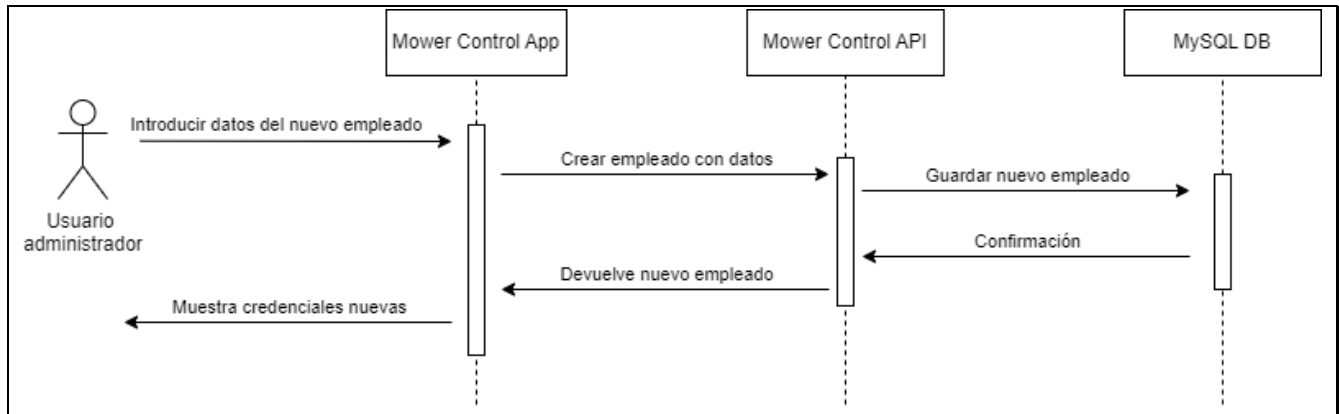 Mower Control App
Mower Control API
MySQL DB
Introducir datos del nuevo empleado
Crear empleado con datos
Guardar nuevo empleado
Usuario
administrador
Confirmación
Devuelve nuevo empleado
Muestra credenciales nuevas